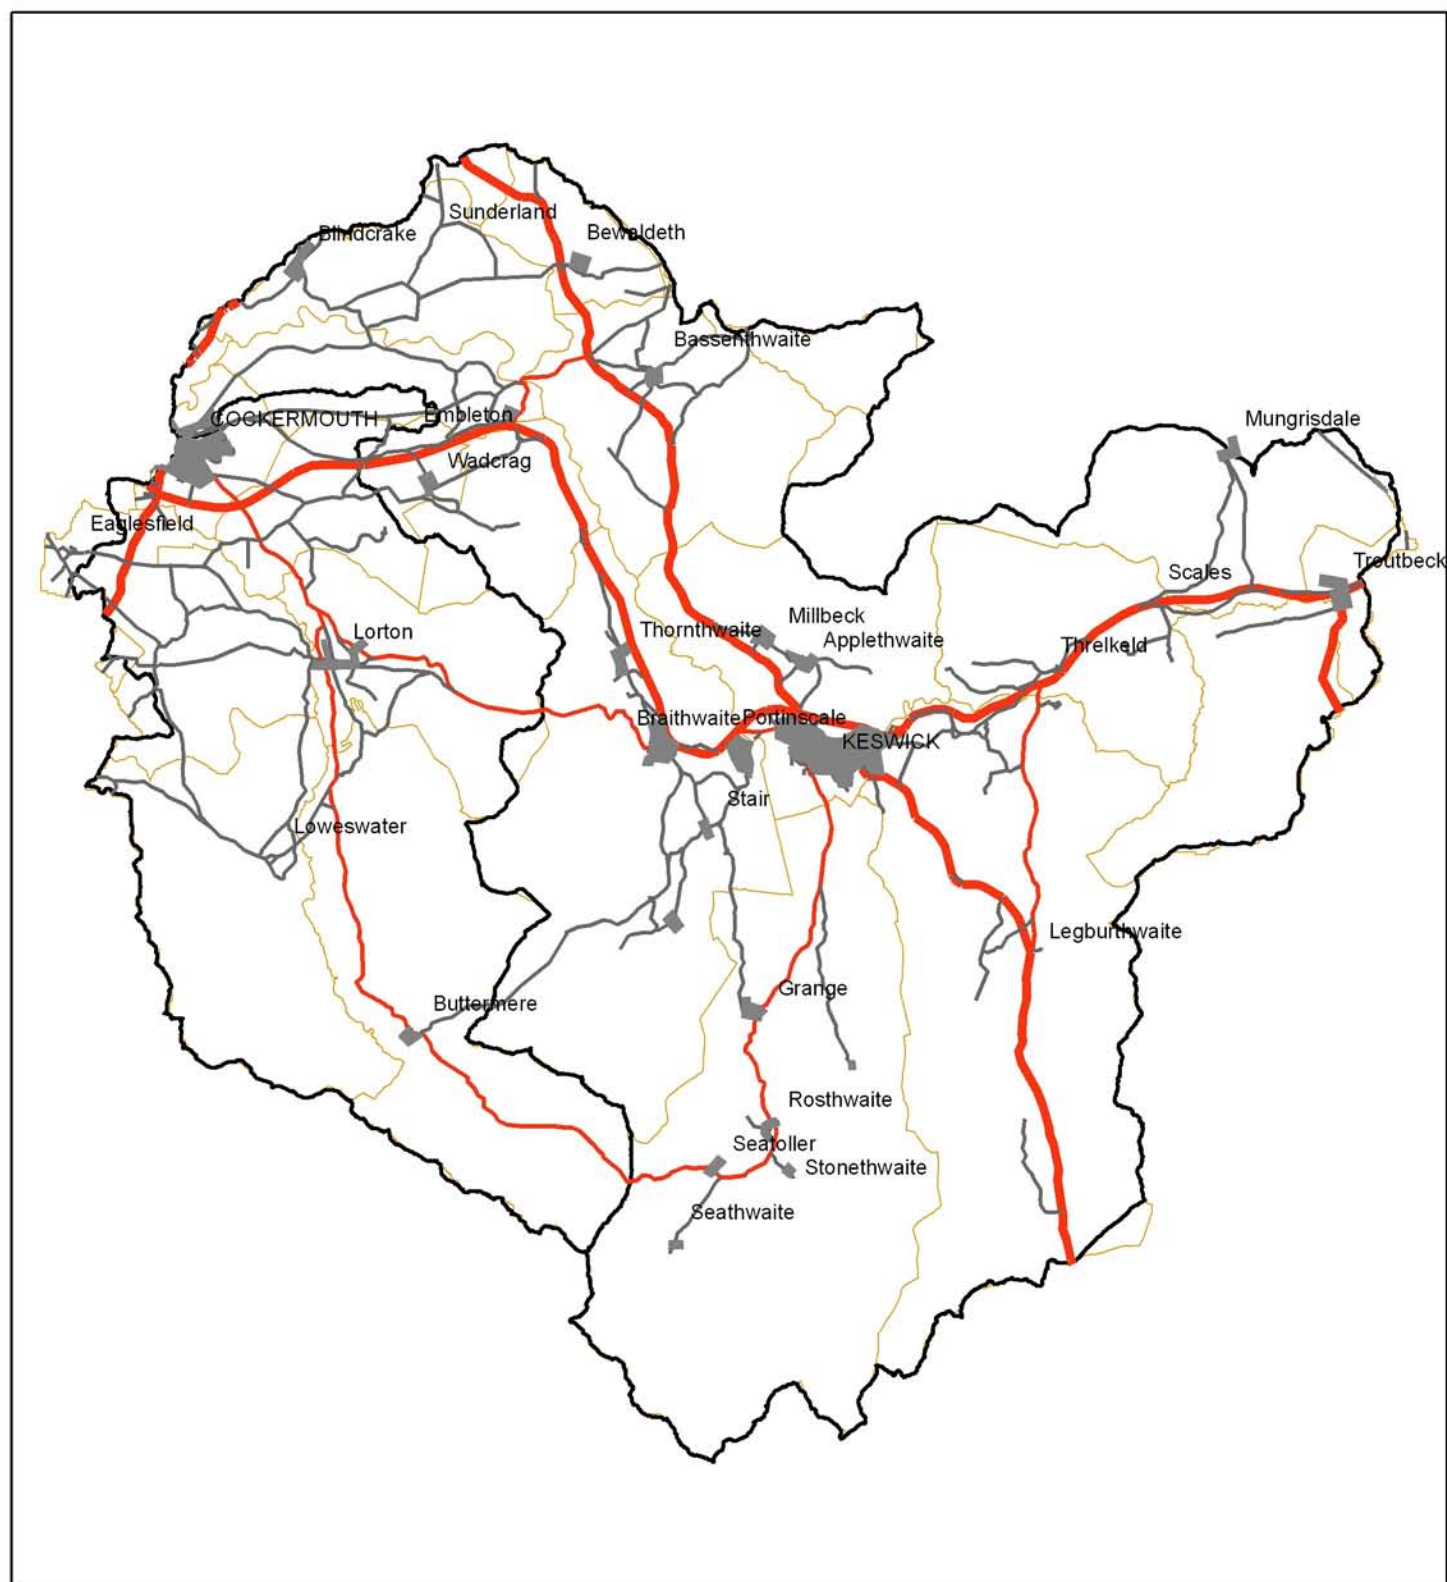 Sunderland
Blindcrake
Bewaldeth
Bassenthwaite
COCKERMOUTH
Embleton
Mungrisdale
Wadcrag
Eaglesfield
Troutbeck
Scales
Millbeck
Thornthwaite
Lorton
Applethwaite
Threlkeld
Braithwaite
Portinscale
KESWICK
Stair
Loweswater
Legburthwaite
Grange
Buttermere
Rosthwaite
Seatoller
Stonethwaite
Seathwaite